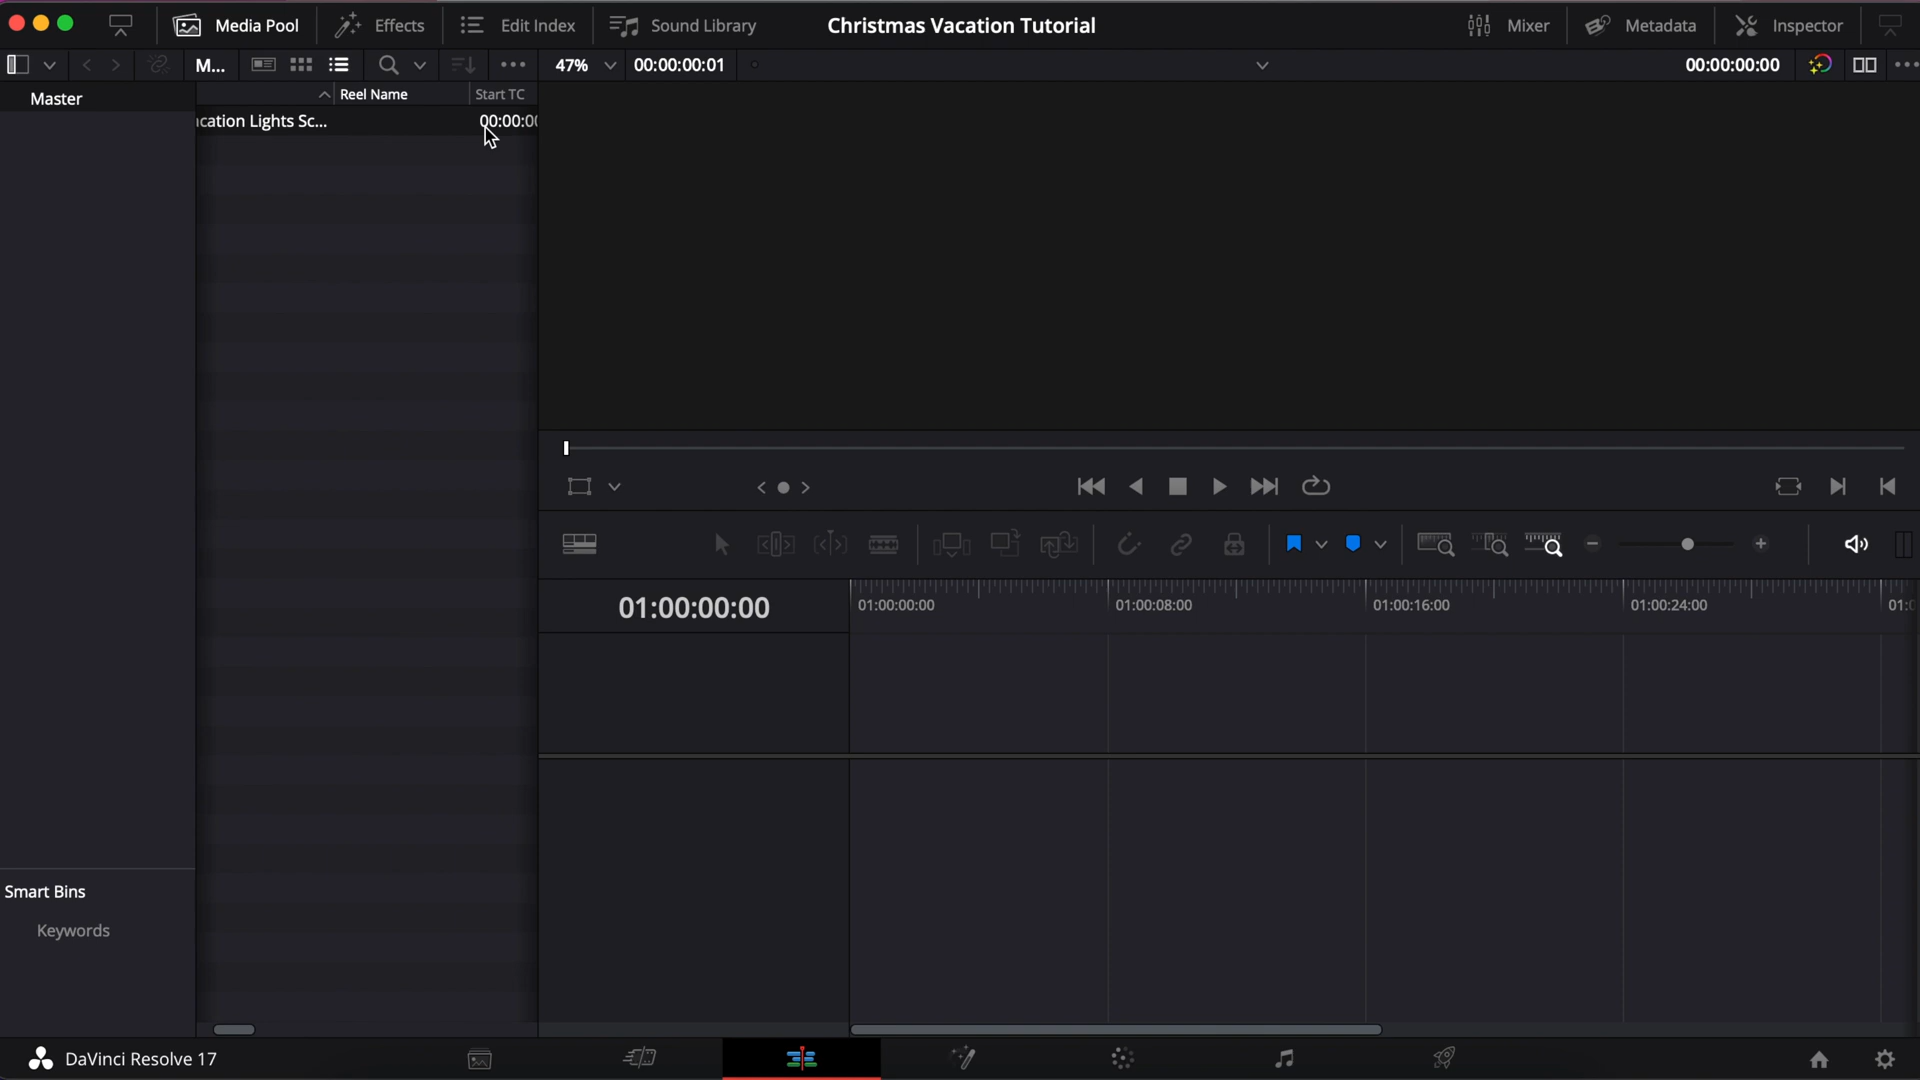 Media Pool
Effects
Edit Index
Sound Library
Christmas Vacation Tutorial
Mixer
Metadata
Inspector
M...
47%
00:00:00:01
00:00:00:00
Master
Reel Name
Start TC
cation Lights Sc...
00:00:00
01:00:00:00
01:00:00:00
01:00:08:00
01:00:16:00
01:00:24:00
01:0
Smart Bins
Keywords
DaVinci Resolve 17